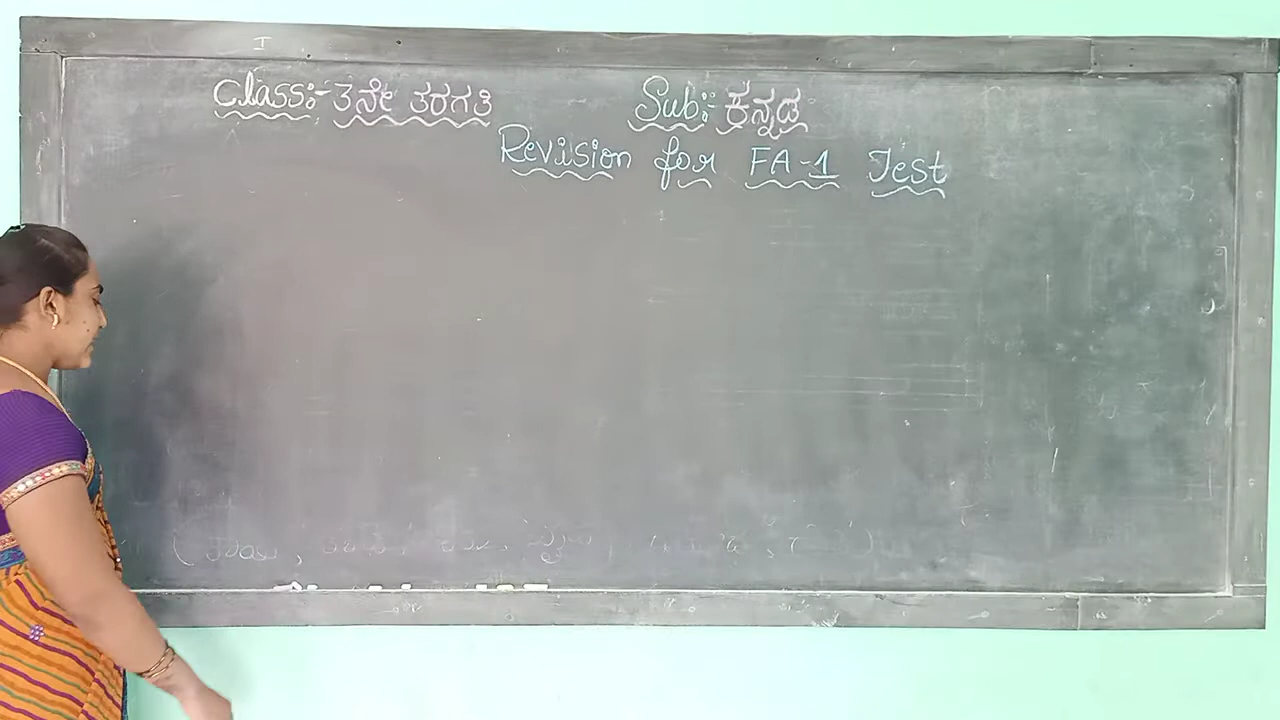 Class:- 3ನೇ ತರಗತಿ Sub:- ಕನ್ನಡ
Revision for FA-1 Test